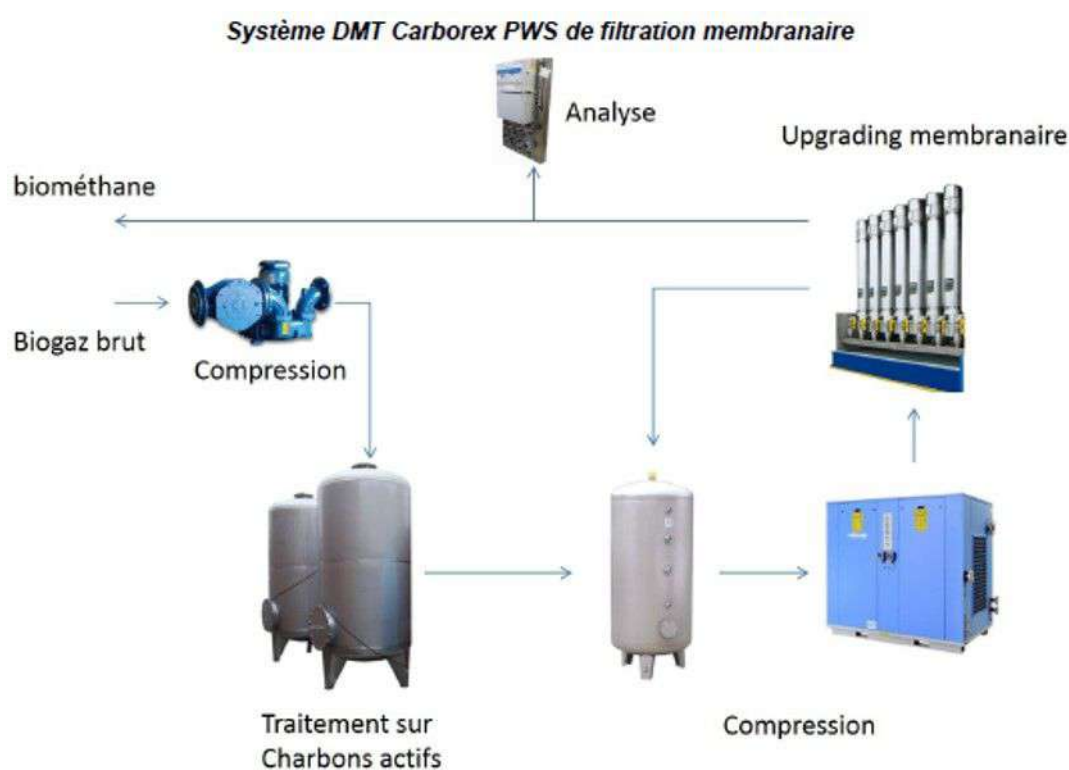 Système DMT Carborex PWS de filtration membranaire
Analyse
Upgrading membranaire
biométhane
Biogaz brut
Compression
Traitement sur
Charbons actifs
Compression